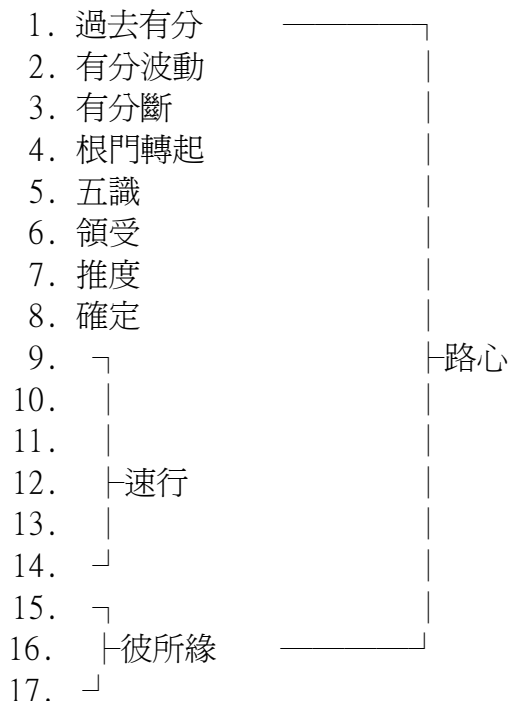 1. 過去有分
2. 有分波動
3. 有分斷
4. 根門轉起
5. 五識
6. 領受
7. 推度
8. 確定
9. 路心
10.
11.
12. 速行
13.
14.
15.
16. 彼所緣
17.